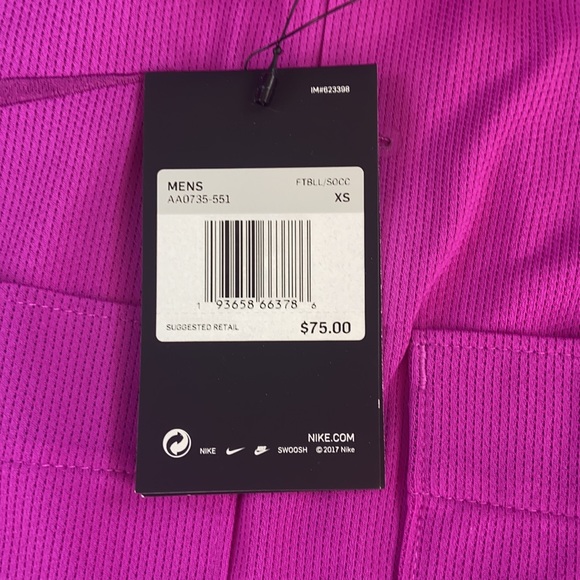 IM#623398
MENS FTBLL/SOCC
AA0735-551 XS
1 93658 66378 6
SUGGESTED RETAIL $75.00
NIKE.COM
NIKE SWOOSH © 2017 Nike